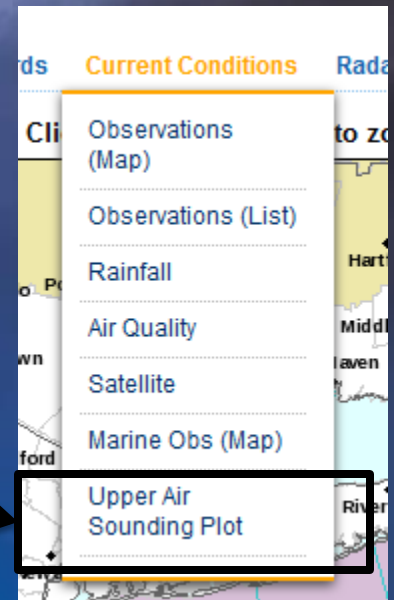 rds Current Conditions Rada
Cli to zo
Observations
(Map)
Observations (List)
Hart
Rainfall
Po
o
Middl
Air Quality
wn
aven
Satellite
Marine Obs (Map)
ford
Upper Air
River
Sounding Plot